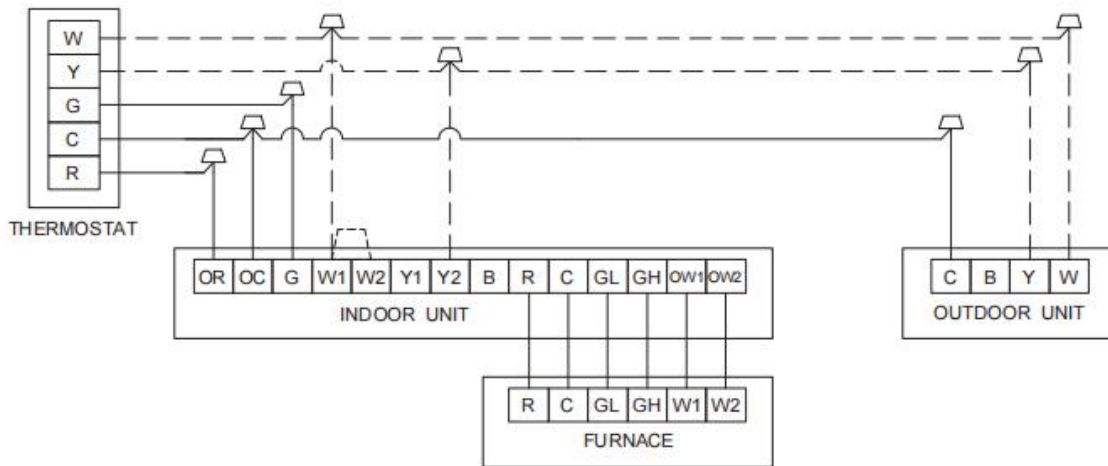 W
Y
G
C
R
THERMOSTAT
OR OC G W1 W2 Y1 Y2 B R C GL GH OW1 OW2
INDOOR UNIT
C B Y W
OUTDOOR UNIT
R C GL GH W1 W2
FURNACE